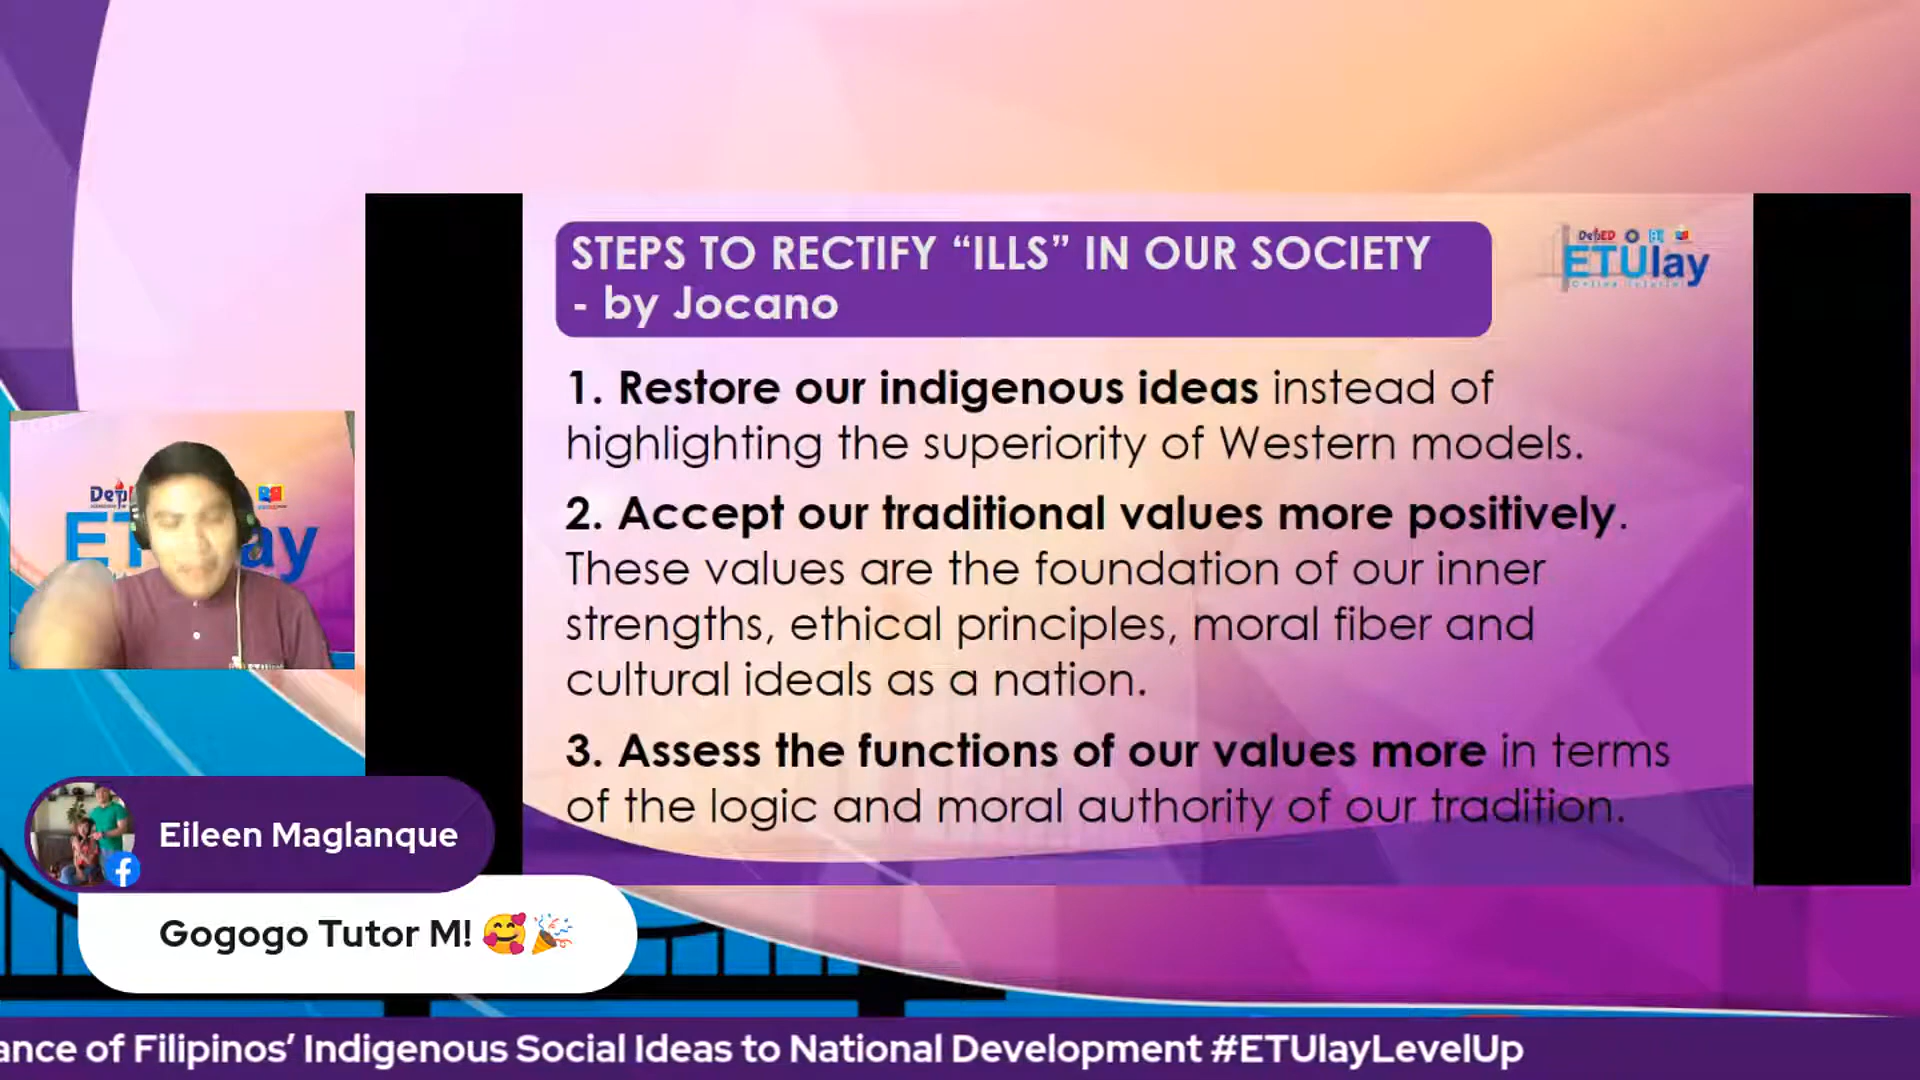 STEPS TO RECTIFY “ILLS” IN OUR SOCIETY
- by Jocano
DepED
ETUlay
1. Restore our indigenous ideas instead of
highlighting the superiority of Western models.
2. Accept our traditional values more positively.
These values are the foundation of our inner
strengths, ethical principles, moral fiber and
cultural ideals as a nation.
3. Assess the functions of our values more in terms
of the logic and moral authority of our tradition.
Eileen Maglanque
Gogogo Tutor M! 🥰🎉
ance of Filipinos’ Indigenous Social Ideas to National Development #ETUlayLevelUp